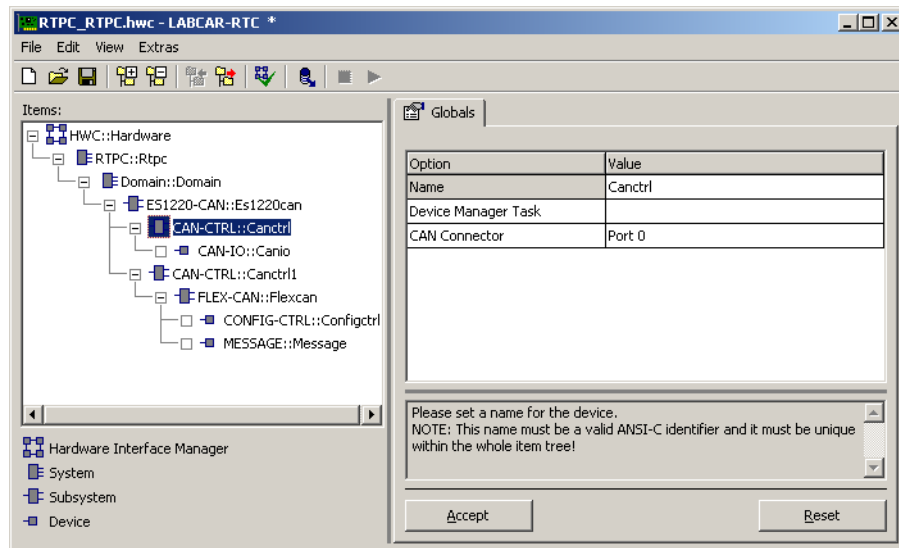 RTPC_RTPC.hwc - LABCAR-RTC *
File Edit View Extras
Items:
HWC::Hardware
RTPC::Rtpc
Domain::Domain
ES1220-CAN::Es1220can
CAN-CTRL::Canctrl
CAN-IO::Canio
CAN-CTRL::Canctrl1
FLEX-CAN::Flexcan
CONFIG-CTRL::Configctrl
MESSAGE::Message
Hardware Interface Manager
System
Subsystem
Device
Globals
Option Value
Name Canctrl
Device Manager Task
CAN Connector Port 0
Please set a name for the device.
NOTE: This name must be a valid ANSI-C identifier and it must be unique
within the whole item tree!
Accept Reset